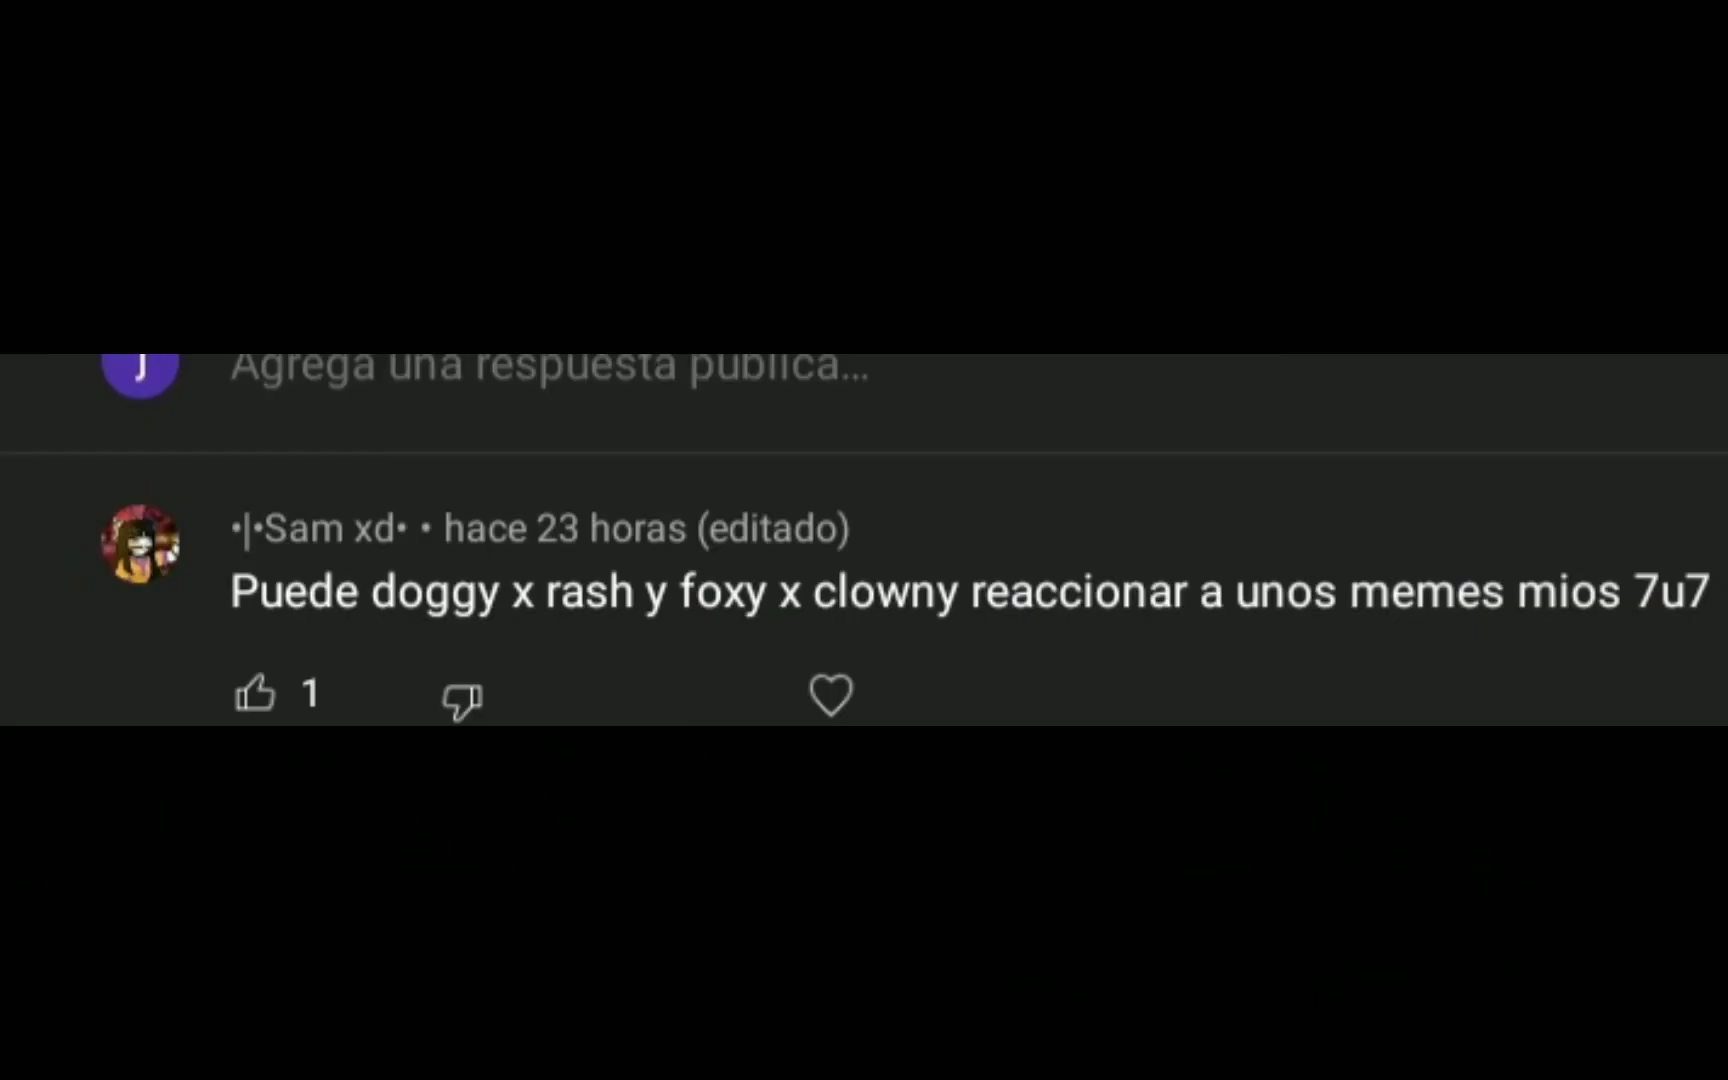 J
Agrega una respuesta pública...
•|•Sam xd• • hace 23 horas (editado)
Puede doggy x rash y foxy x clowny reaccionar a unos memes mios 7u7
1